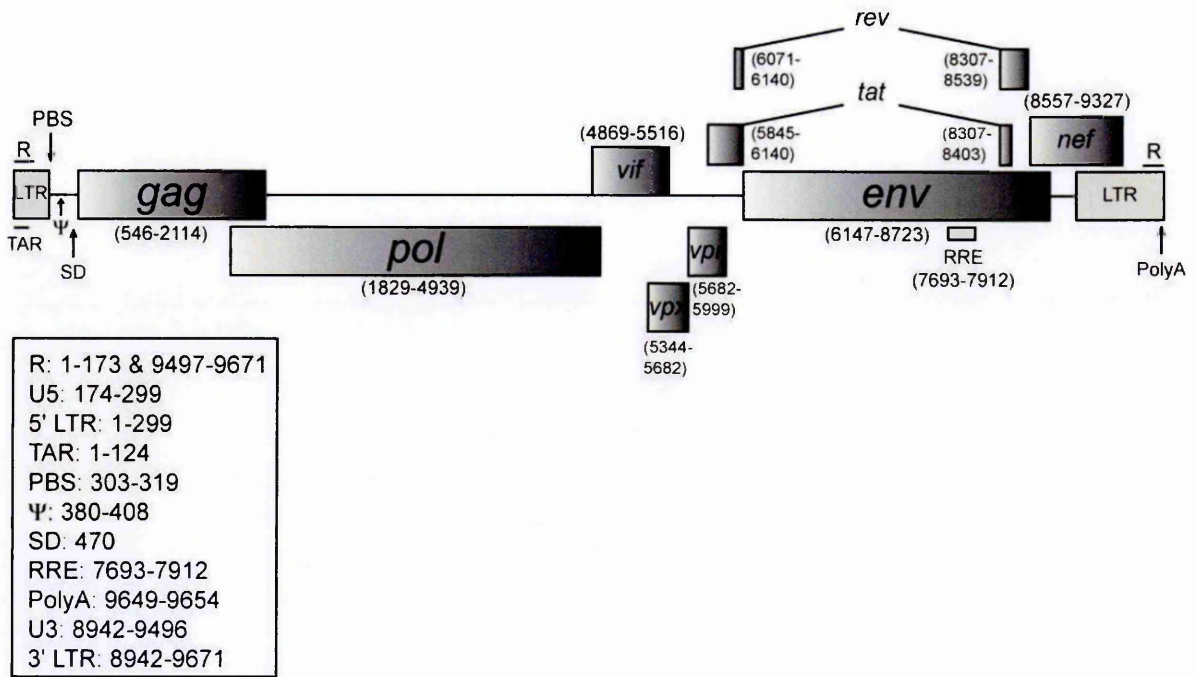 rev
(6071-
6140)
(8307-
8539)
tat
(8557-9327)
PBS
(4869-5516)
(5845-
6140)
(8307-
8403)
nef
R
vif
R
LTR
gag
env
LTR
TAR
Ψ
(546-2114)
(6147-8723)
SD
pol
vpr
RRE
PolyA
(1829-4939)
(5682-
5999)
(7693-7912)
vpx
(5344-
5682)
R: 1-173 & 9497-9671
U5: 174-299
5' LTR: 1-299
TAR: 1-124
PBS: 303-319
Ψ: 380-408
SD: 470
RRE: 7693-7912
PolyA: 9649-9654
U3: 8942-9496
3' LTR: 8942-9671